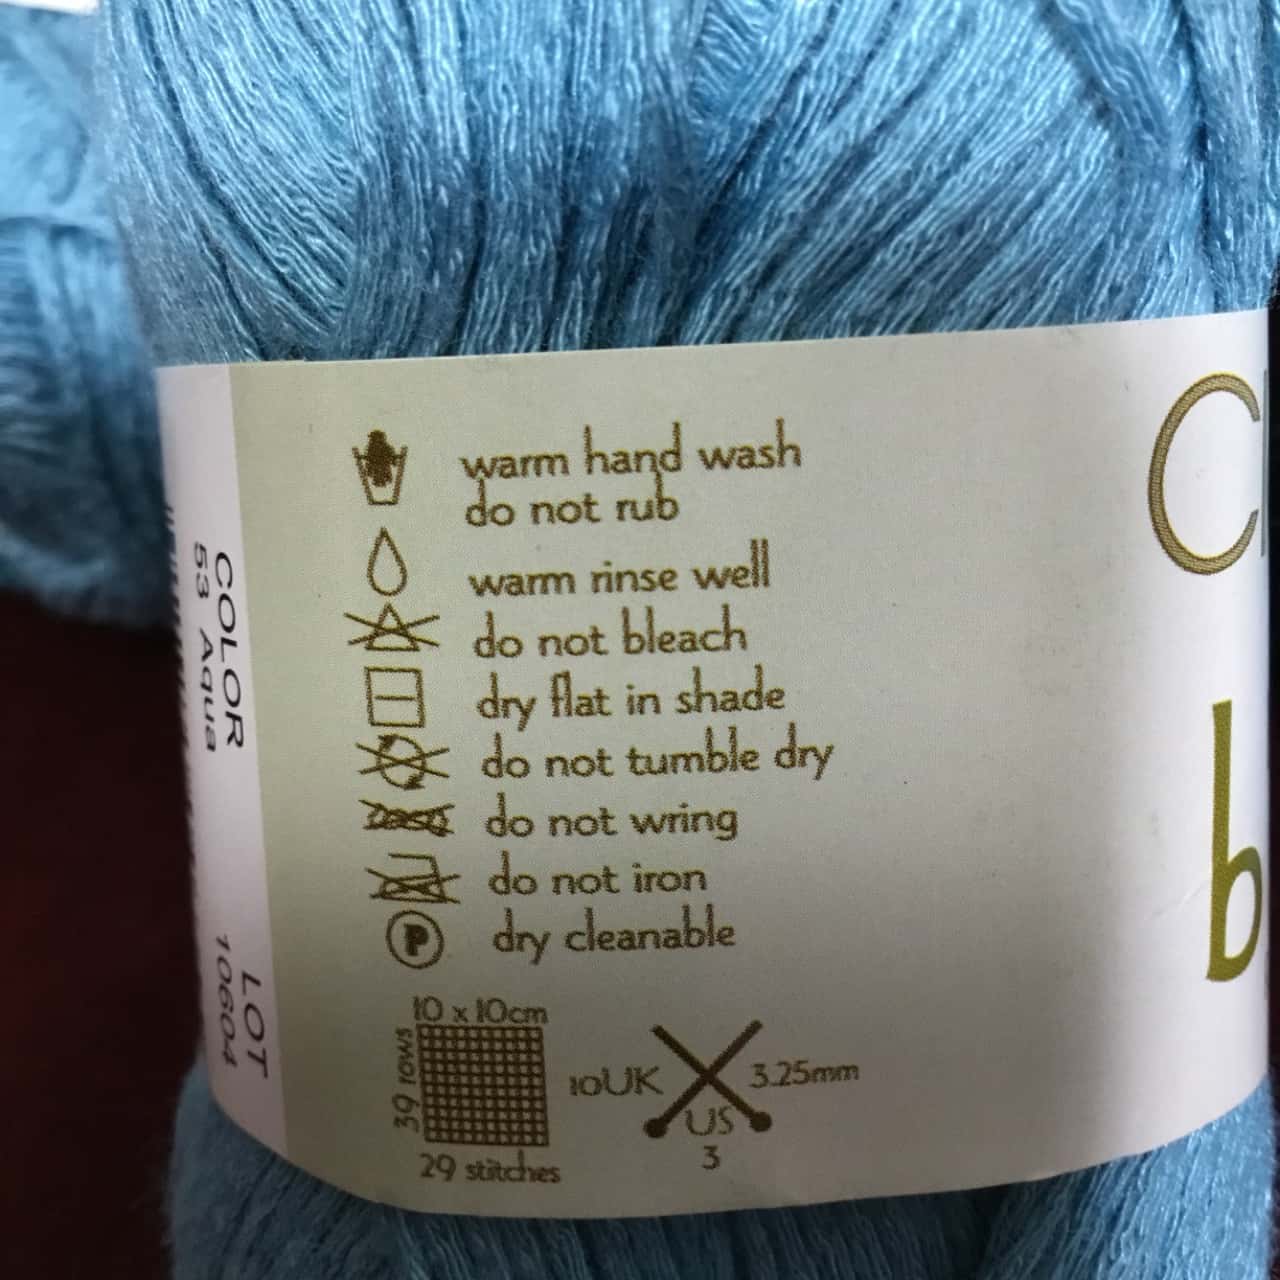 warm hand wash
do not rub
warm rinse well
do not bleach
dry flat in shade
do not tumble dry
do not wring
do not iron
P dry cleanable
10 x 10cm
39 rows
29 stitches
10UK
3.25mm
US
3
COLOR
53 Aqua
LOT
10604
C
b